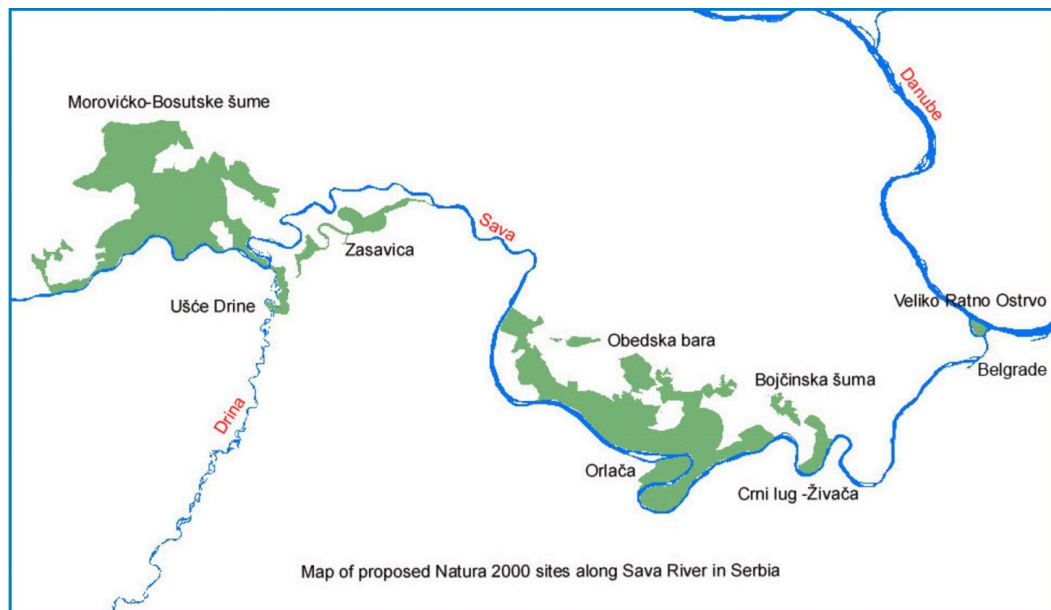 Danube
Morovićko-Bosutske šume
Sava
Zasavica
Ušće Drine
Veliko Ratno Ostrvo
Obedska bara
Belgrade
Bojčinska šuma
Drina
Orlača
Crni lug -Živača
Map of proposed Natura 2000 sites along Sava River in Serbia